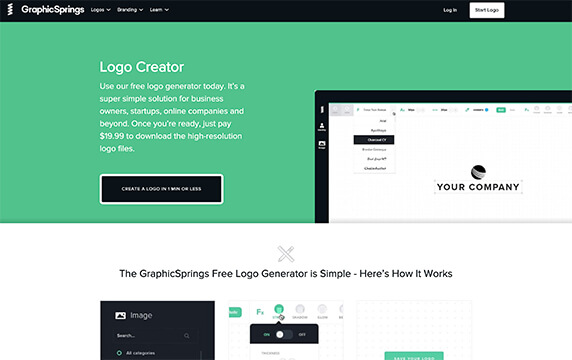 GraphicSprings
Logos
Branding
Learn
Log In
Start Logo
Logo Creator
Use our free logo generator today. It's a
super simple solution for business
owners, startups, online companies and
beyond. Once you're ready, just pay
$19.99 to download the high-resolution
logo files.
CREATE A LOGO IN 1 MIN OR LESS
YOUR COMPANY
The GraphicSprings Free Logo Generator is Simple - Here's How It Works
Image
Search...
All categories
ON
OFF
SAVE YOUR LOGO